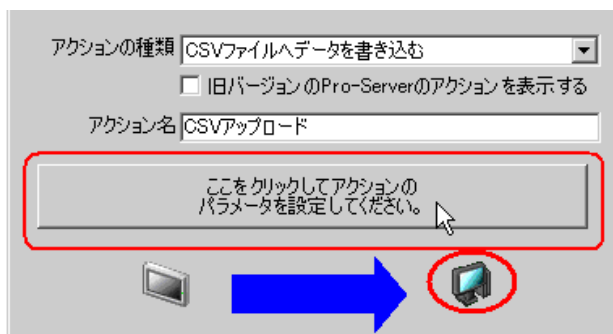 アクションの種類 CSVファイルへデータを書き込む
旧バージョンのPro-Serverのアクションを表示する
アクション名 CSVアップロード
ここをクリックしてアクションの
パラメータを設定してください。